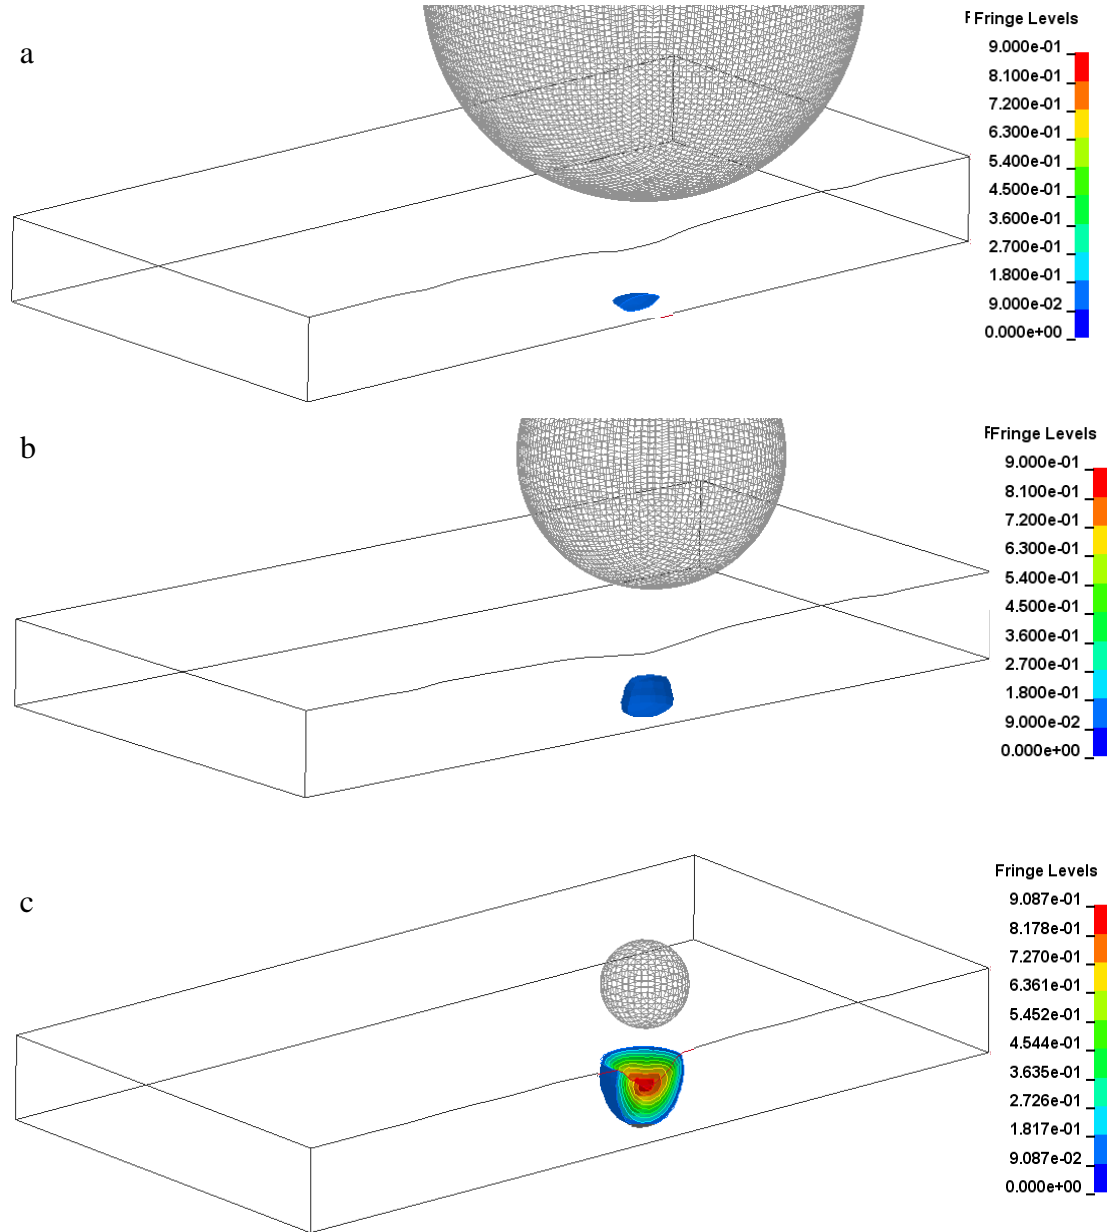 a
Fringe Levels
9.000e-01
8.100e-01
7.200e-01
6.300e-01
5.400e-01
4.500e-01
3.600e-01
2.700e-01
1.800e-01
9.000e-02
0.000e+00
b
Fringe Levels
9.000e-01
8.100e-01
7.200e-01
6.300e-01
5.400e-01
4.500e-01
3.600e-01
2.700e-01
1.800e-01
9.000e-02
0.000e+00
c
Fringe Levels
9.087e-01
8.178e-01
7.270e-01
6.361e-01
5.452e-01
4.544e-01
3.635e-01
2.726e-01
1.817e-01
9.087e-02
0.000e+00